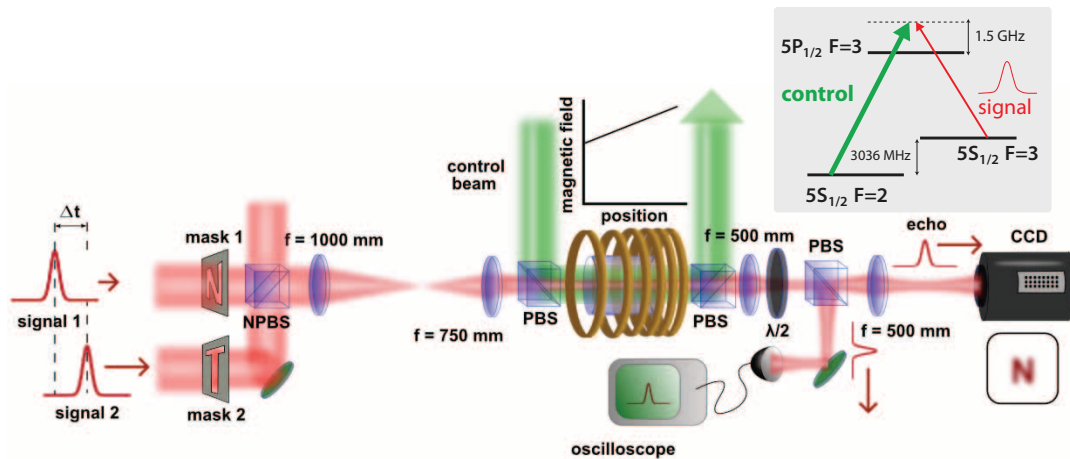 5P1/2 F=3
1.5 GHz
control
signal
3036 MHz
5S1/2 F=3
5S1/2 F=2
magnetic field
position
control
beam
Δt
mask 1
N
f = 1000 mm
f = 500 mm
PBS
echo
CCD
signal 1
NPBS
PBS
PBS
λ/2
f = 750 mm
f = 500 mm
T
signal 2
mask 2
N
oscilloscope